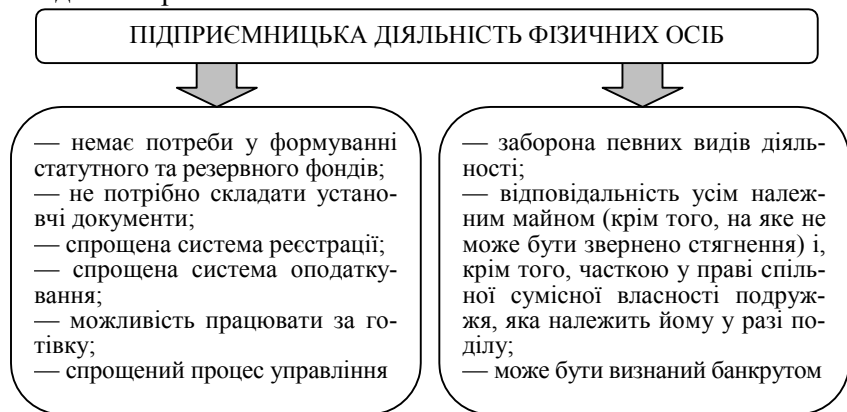 ПІДПРИЄМНИЦЬКА ДІЯЛЬНІСТЬ ФІЗИЧНИХ ОСІБ
— немає потреби у формуванні
статутного та резервного фондів;
— не потрібно складати устано-
вчі документи;
— спрощена система реєстрації;
— спрощена система оподатку-
вання;
— можливість працювати за го-
тівку;
— спрощений процес управління
— заборона певних видів діяль-
ності;
— відповідальність усім належ-
ним майном (крім того, на яке не
може бути звернено стягнення) і,
крім того, часткою у праві спіль-
ної сумісної власності подруж-
жя, яка належить йому у разі по-
ділу;
— може бути визнаний банкрутом